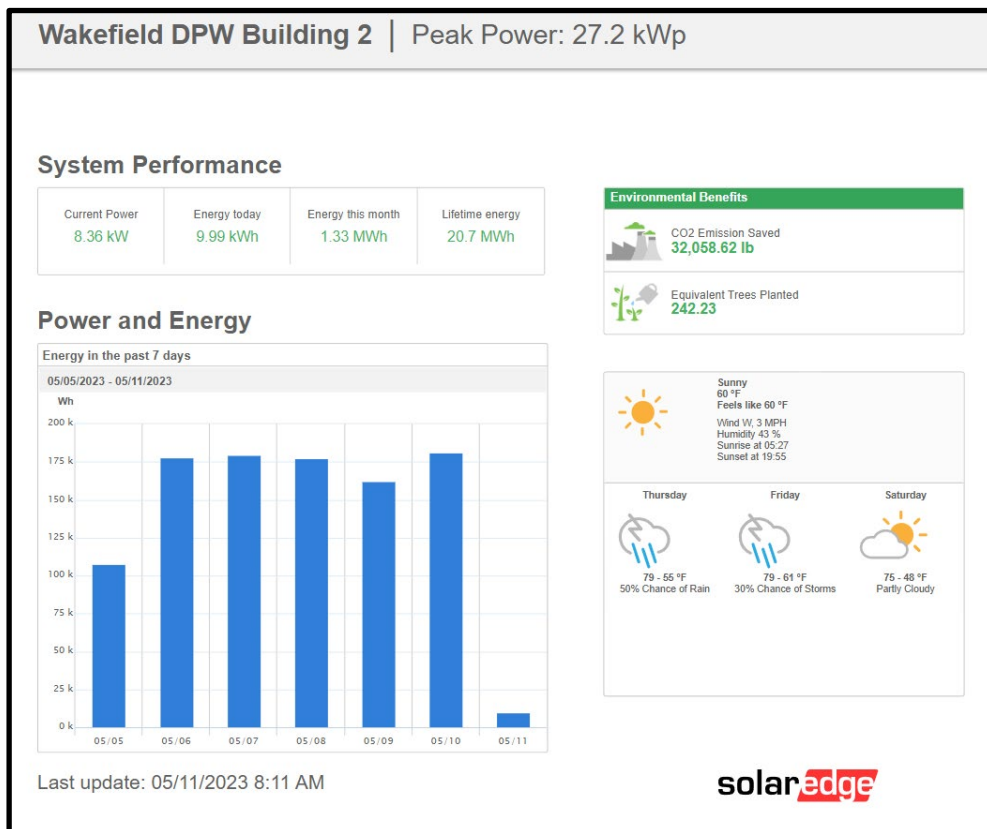 Wakefield DPW Building 2 | Peak Power: 27.2 kWp
System Performance
Current Power
8.36 kW
Energy today
9.99 kWh
Energy this month
1.33 MWh
Lifetime energy
20.7 MWh
Power and Energy
Energy in the past 7 days
05/05/2023 - 05/11/2023
Wh
200 k
175 k
150 k
125 k
100 k
75 k
50 k
25 k
0 k
05/05 05/06 05/07 05/08 05/09 05/10 05/11
Last update: 05/11/2023 8:11 AM
Environmental Benefits
CO2 Emission Saved
32,058.62 lb
Equivalent Trees Planted
242.23
Sunny
60 ºF
Feels like 60 ºF
Wind W, 3 MPH
Humidity 43 %
Sunrise at 05:27
Sunset at 19:55
Thursday
79 - 55 ºF
50% Chance of Rain
Friday
79 - 61 ºF
30% Chance of Storms
Saturday
75 - 48 ºF
Partly Cloudy
solaredge